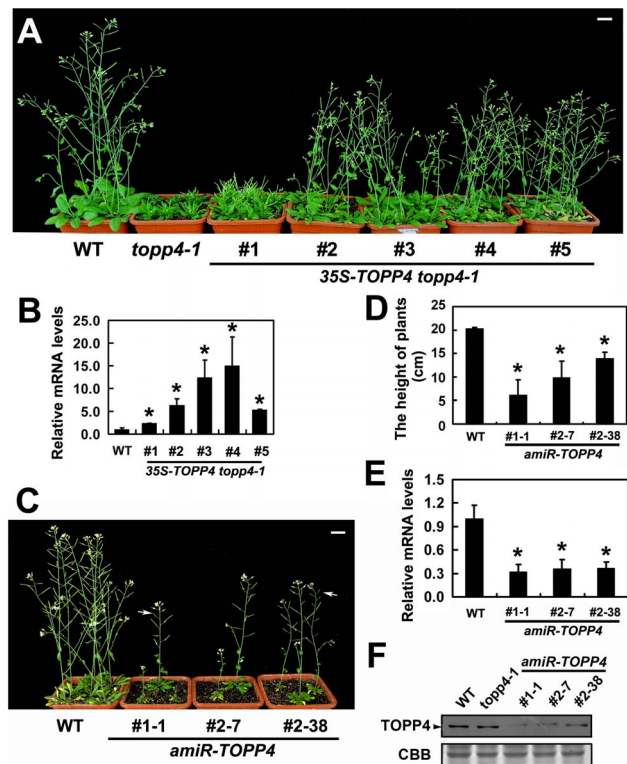 A
WT topp4-1 #1 #2 #3 #4 #5
35S-TOPP4 topp4-1
B
Relative mRNA levels
25.0
20.0
15.0
10.0
5.0
0.0
* * * * *
WT #1 #2 #3 #4 #5
35S-TOPP4 topp4-1
C
WT #1-1 #2-7 #2-38
amiR-TOPP4
D
The height of plants
(cm)
25
20
15
10
5
0
* * *
WT #1-1 #2-7 #2-38
amiR-TOPP4
E
Relative mRNA levels
1.5
1.2
0.9
0.6
0.3
0.0
* * *
WT #1-1 #2-7 #2-38
amiR-TOPP4
F
amiR-TOPP4
WT topp4-1 #1-1 #2-7 #2-38
TOPP4
CBB